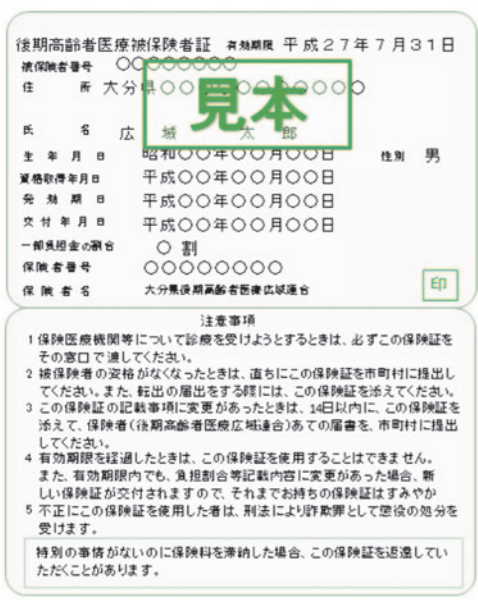 後期高齢者医療被保険者証 有効期限 平成27年7月31日
被保険者番号 ○○○○○○○○
住 所 大分県○○○○○○○○○○○
見本
氏 名 広 域 太 郎
生 年 月 日 昭和○○年○○月○○日 性別 男
資格取得年月日 平成○○年○○月○○日
発 効 期 日 平成○○年○○月○○日
交 付 年 月 日 平成○○年○○月○○日
一部負担金の割合 ○ 割
保険者番号 ○○○○○○○○
保 険 者 名 大分県後期高齢者医療広域連合
印
注意事項
1 保険医療機関等について診療を受けようとするときは、必ずこの保険証を
その窓口で渡してください。
2 被保険者の資格がなくなったときは、直ちにこの保険証を市町村に提出し
てください。また、転出の届出をする際には、この保険証を添えてください。
3 この保険証の記載事項に変更があったときは、14日以内に、この保険証を
添えて、保険者(後期高齢者医療広域連合)あての届書を、市町村に提出
してください。
4 有効期限を経過したときは、この保険証を使用することはできません。
また、有効期限内でも、負担割合等記載内容に変更があった場合、新
しい保険証が交付されますので、それまでお持ちの保険証はすみやか
5 不正にこの保険証を使用した者は、刑法により詐欺罪として懲役の処分を
受けます。
特別の事情がないのに保険料を滞納した場合、この保険証を返還してい
ただくことがあります。